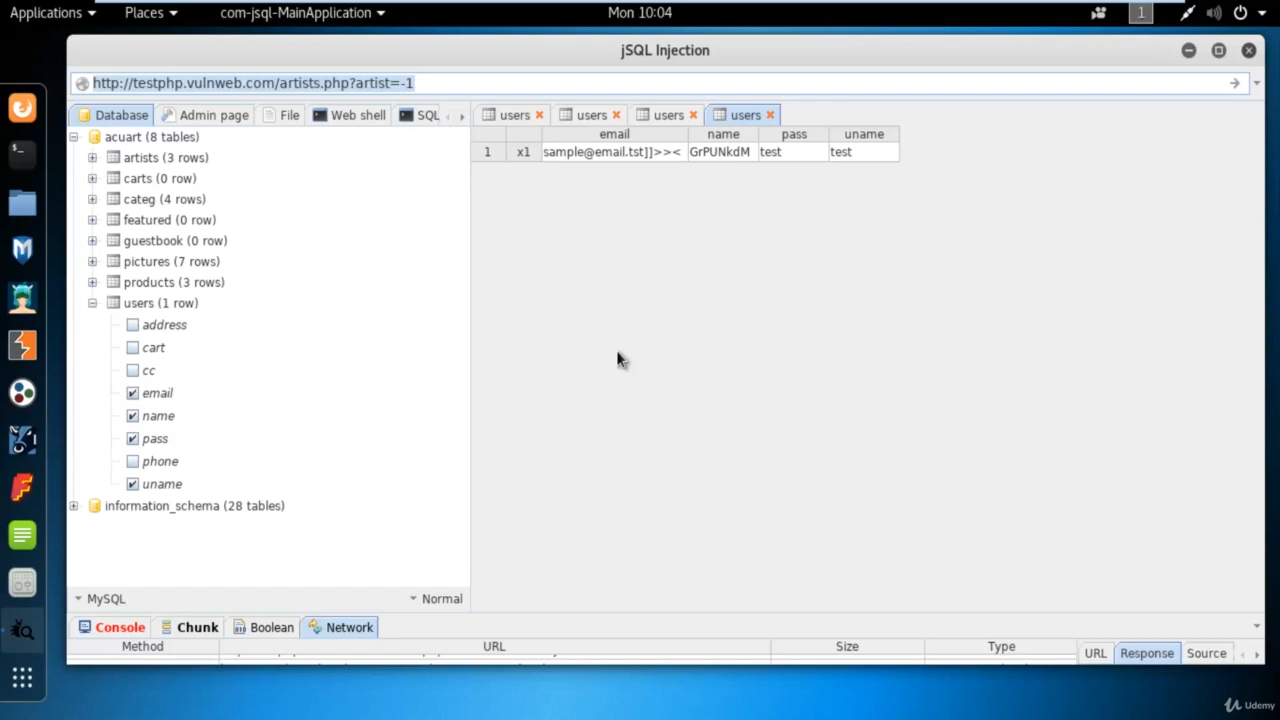 Applications Places com-jsql-MainApplication Mon 10:04 1
jSQL Injection
http://testphp.vulnweb.com/artists.php?artist=-1
Database Admin page File Web shell SQL users users users users
email name pass uname
1 x1 sample@email.tst]]>>< GrPUNkdM test test
acuart (8 tables)
artists (3 rows)
carts (0 row)
categ (4 rows)
featured (0 row)
guestbook (0 row)
pictures (7 rows)
products (3 rows)
users (1 row)
address
cart
cc
email
name
pass
phone
uname
information_schema (28 tables)
MySQL Normal
Console Chunk Boolean Network
Method URL Size Type URL Response Source
Udemy